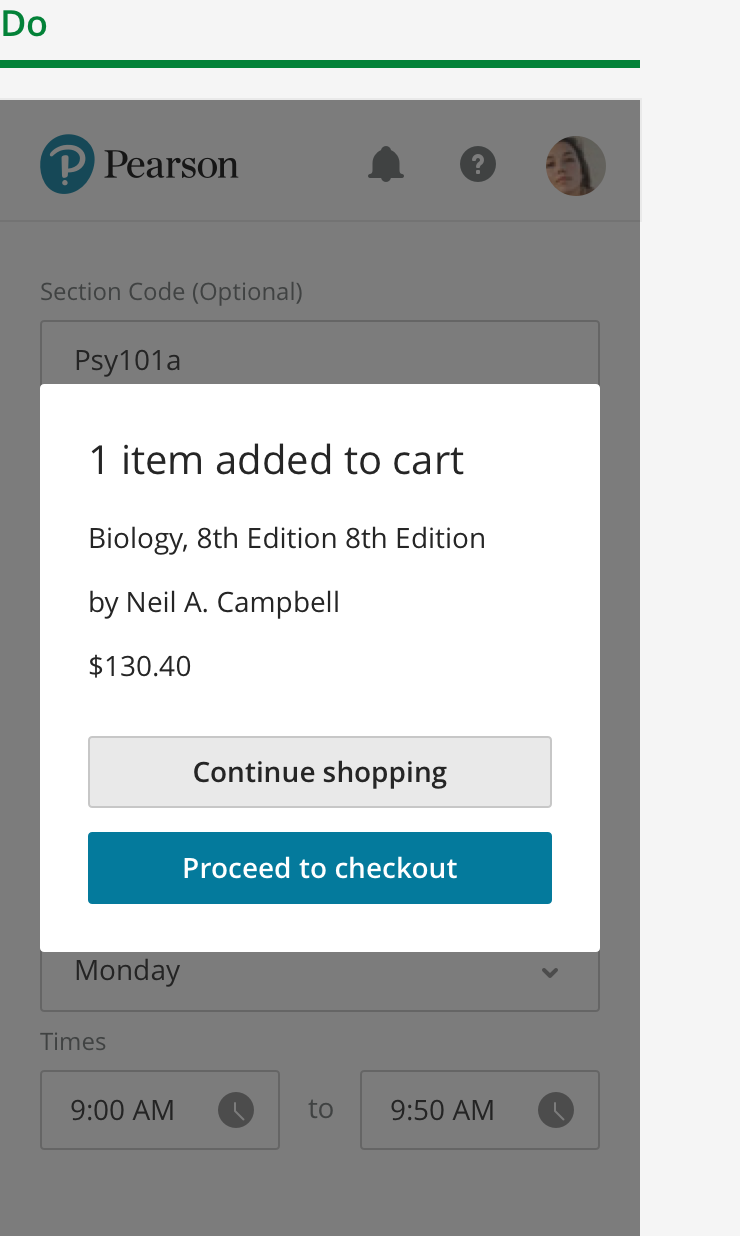 Do
Pearson
Section Code (Optional)
Psy101a
1 item added to cart
Biology, 8th Edition 8th Edition
by Neil A. Campbell
$130.40
Continue shopping
Proceed to checkout
Monday
Times
9:00 AM to 9:50 AM